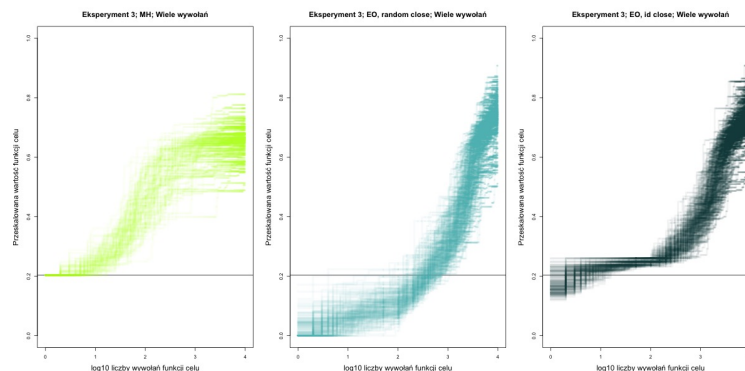 Eksperyment 3; MH; Wiele wywołań
Przeskalowana wartość funkcji celu
1.0
0.8
0.6
0.4
0.2
0.0
0 1 2 3 4
log10 liczby wywołań funkcji celu
Eksperyment 3; EO, random close; Wiele wywołań
Przeskalowana wartość funkcji celu
1.0
0.8
0.6
0.4
0.2
0.0
0 1 2 3 4
log10 liczby wywołań funkcji celu
Eksperyment 3; EO, id close; Wiele wywołań
Przeskalowana wartość funkcji celu
1.0
0.8
0.6
0.4
0.2
0.0
0 1 2 3
log10 liczby wywołań funkcji celu